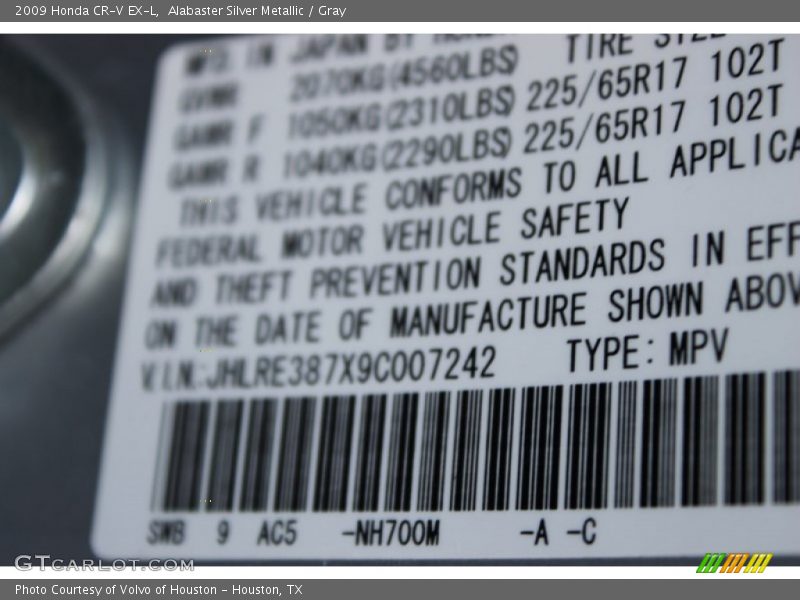 2009 Honda CR-V EX-L, Alabaster Silver Metallic / Gray
MFD. IN JAPAN BY TIRE SIZE
GVWR 2070KG(4560LBS)
GAWR F 1050KG(2310LBS) 225/65R17 102T
GAWR R 1040KG(2290LBS) 225/65R17 102T
THIS VEHICLE CONFORMS TO ALL APPLICA
FEDERAL MOTOR VEHICLE SAFETY
AND THEFT PREVENTION STANDARDS IN EFF
ON THE DATE OF MANUFACTURE SHOWN ABOV
V.I.N:JHLRE387X9C007242 TYPE: MPV
SWB 9 AC5 -NH700M -A -C
GTCARLOT.COM
Photo Courtesy of Volvo of Houston - Houston, TX